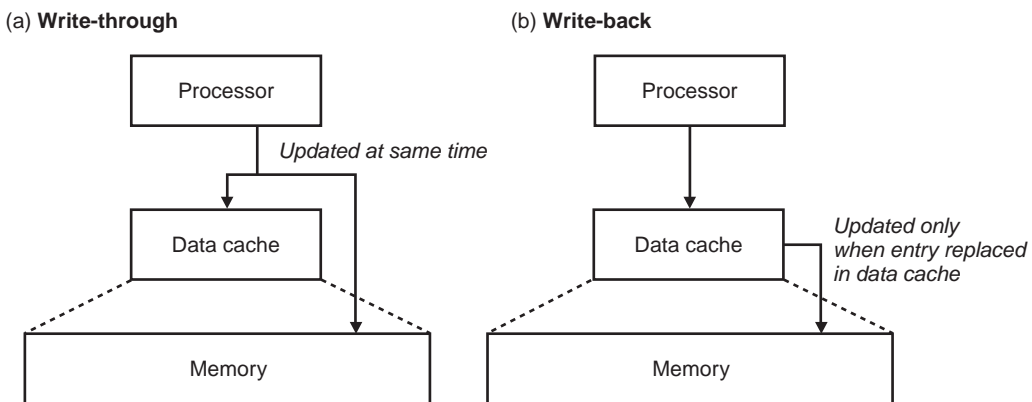 (a) Write-through
Processor
Updated at same time
Data cache
Memory
(b) Write-back
Processor
Data cache
Updated only
when entry replaced
in data cache
Memory